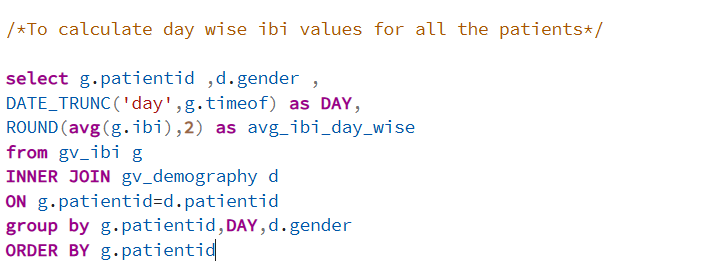 /*To calculate day wise ibi values for all the patients*/
select g.patientid ,d.gender ,
DATE_TRUNC('day',g.timeof) as DAY,
ROUND(avg(g.ibi),2) as avg_ibi_day_wise
from gv_ibi g
INNER JOIN gv_demography d
ON g.patientid=d.patientid
group by g.patientid,DAY,d.gender
ORDER BY g.patientid